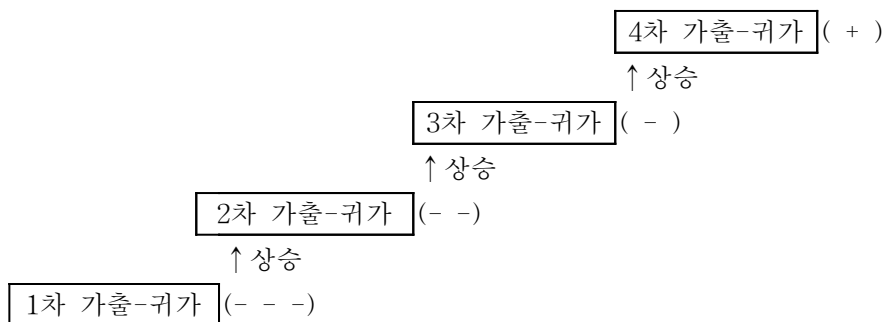 4차 가출-귀가 ( + )
↑상승
3차 가출-귀가 ( - )
↑상승
2차 가출-귀가 (- -)
↑상승
1차 가출-귀가 (- - -)